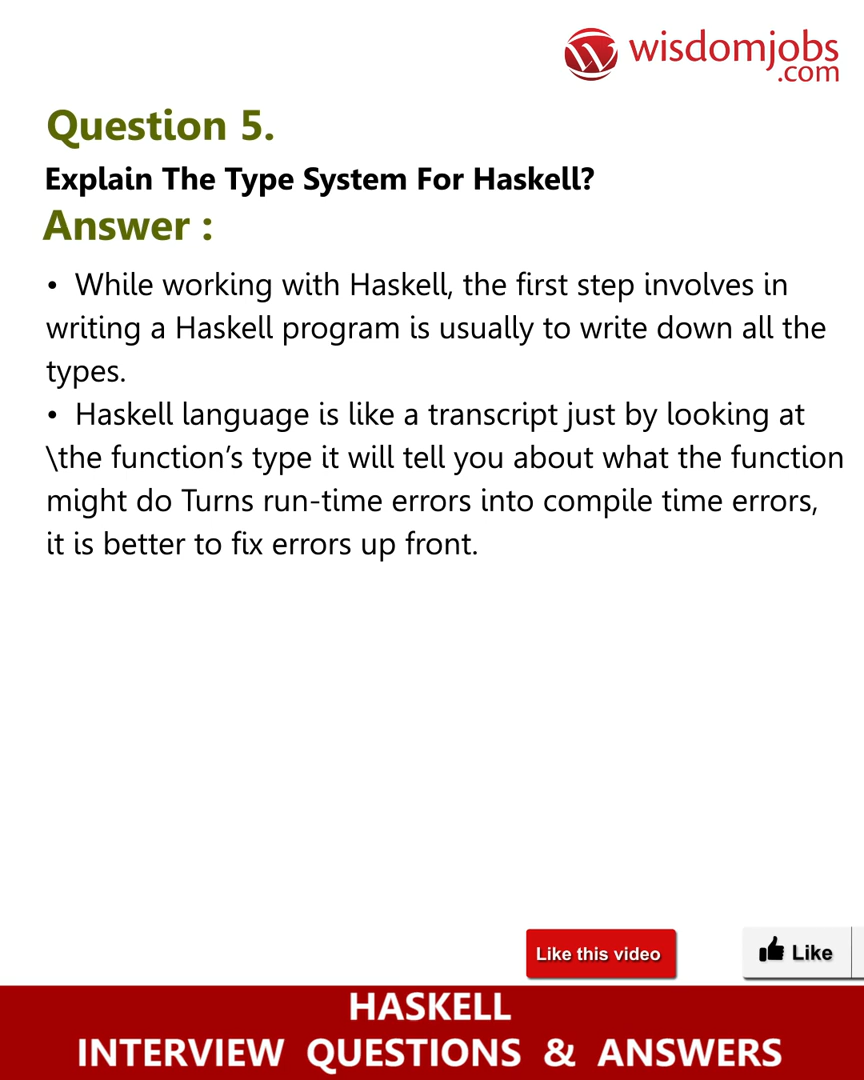 wisdomjobs
.com
Question 5.
Explain The Type System For Haskell?
Answer :
• While working with Haskell, the first step involves in
writing a Haskell program is usually to write down all the
types.
• Haskell language is like a transcript just by looking at
\the function’s type it will tell you about what the function
might do Turns run-time errors into compile time errors,
it is better to fix errors up front.
Like this video
Like
HASKELL
INTERVIEW QUESTIONS & ANSWERS